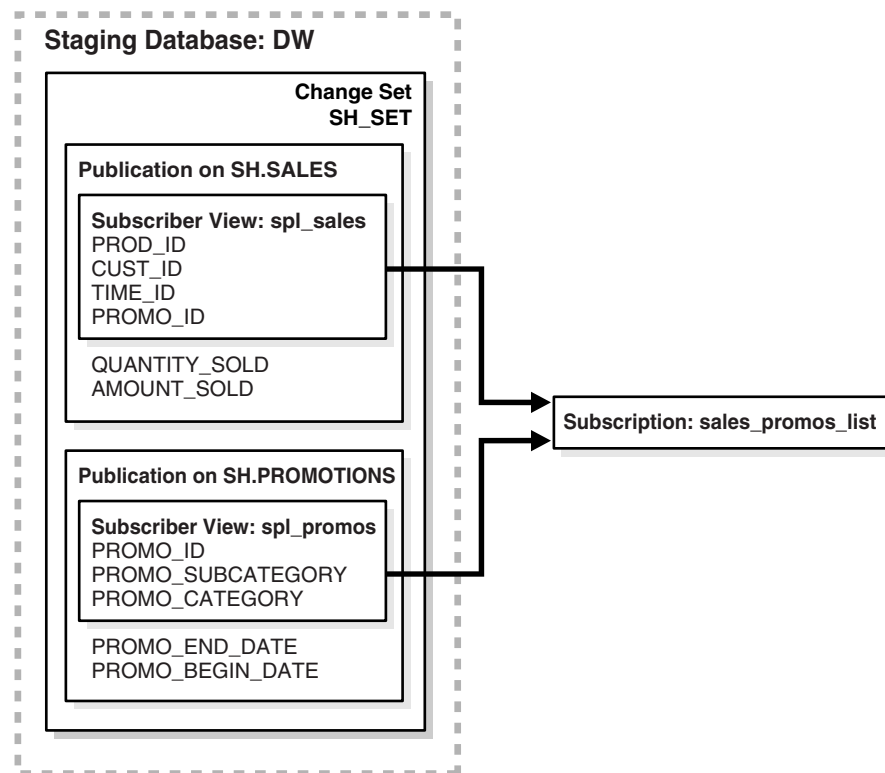 Staging Database: DW
Change Set
SH_SET
Publication on SH.SALES
Subscriber View: spl_sales
PROD_ID
CUST_ID
TIME_ID
PROMO_ID
QUANTITY_SOLD
AMOUNT_SOLD
Subscription: sales_promos_list
Publication on SH.PROMOTIONS
Subscriber View: spl_promos
PROMO_ID
PROMO_SUBCATEGORY
PROMO_CATEGORY
PROMO_END_DATE
PROMO_BEGIN_DATE